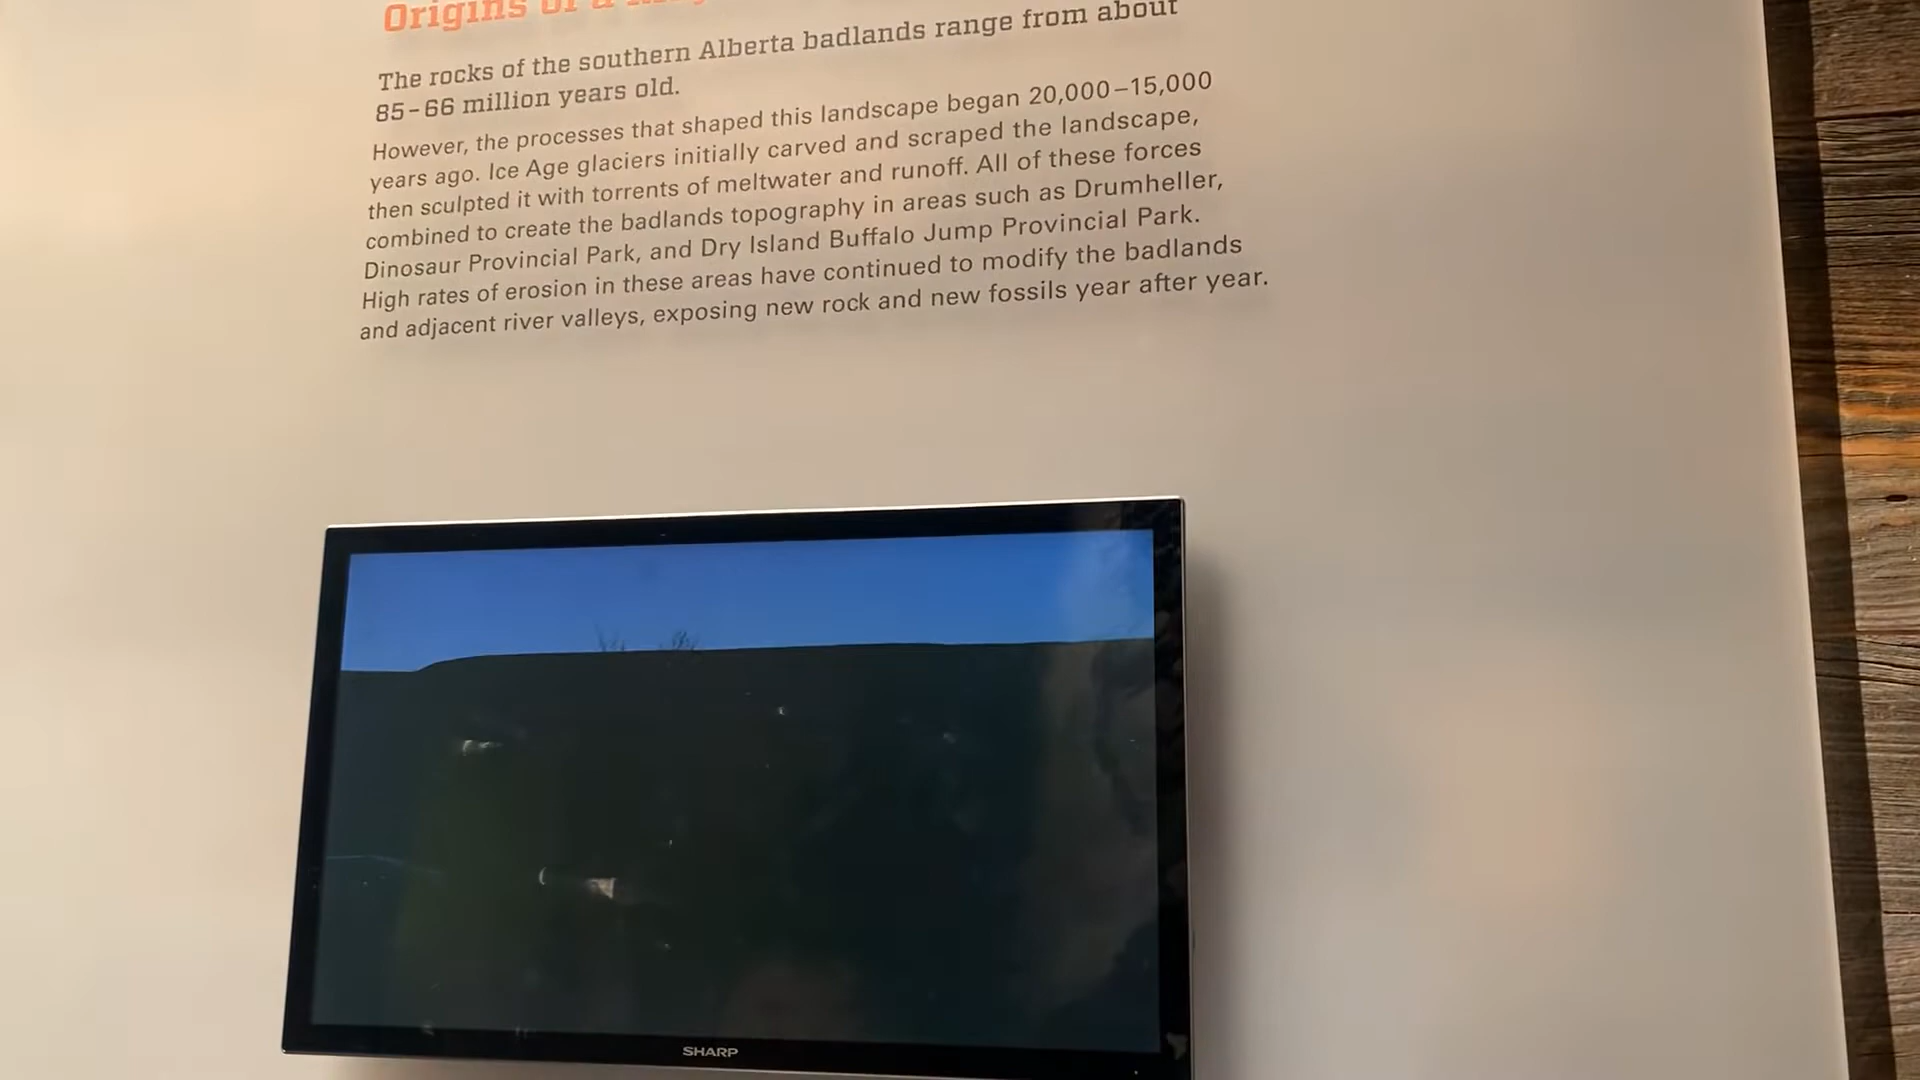 Origins of a
The rocks of the southern Alberta badlands range from about
85–66 million years old.
However, the processes that shaped this landscape began 20,000–15,000
years ago. Ice Age glaciers initially carved and scraped the landscape,
then sculpted it with torrents of meltwater and runoff. All of these forces
combined to create the badlands topography in areas such as Drumheller,
Dinosaur Provincial Park, and Dry Island Buffalo Jump Provincial Park.
High rates of erosion in these areas have continued to modify the badlands
and adjacent river valleys, exposing new rock and new fossils year after year.
SHARP